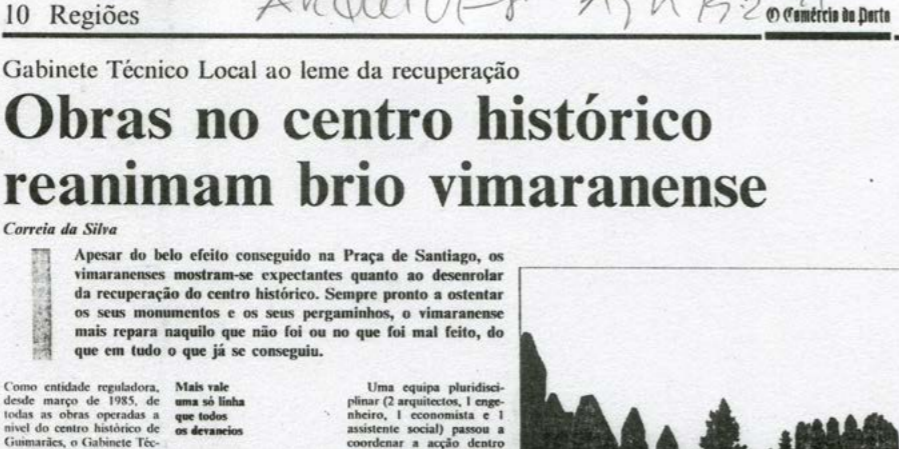 10 Regiões
O Comércio do Porto
Gabinete Técnico Local ao leme da recuperação
Obras no centro histórico
reanimam brio vimaranense
Correia da Silva
Apesar do belo efeito conseguido na Praça de Santiago, os
vimaranenses mostram-se expectantes quanto ao desenrolar
da recuperação do centro histórico. Sempre pronto a ostentar
os seus monumentos e os seus pergaminhos, o vimaranense
mais repara naquilo que não foi ou no que foi mal feito, do
que em tudo o que já se conseguiu.
Como entidade reguladora,
desde março de 1985, de
todas as obras operadas a
nível do centro histórico de
Guimarães, o Gabinete Téc-
Mais vale
uma só linha
que todos
os devaneios
Uma equipa pluridisci-
plinar (2 arquitectos, 1 enge-
nheiro, 1 economista e 1
assistente social) passou a
coordenar a acção dentro